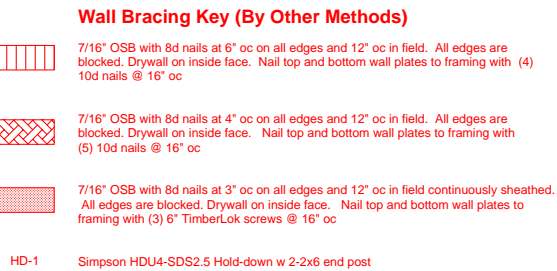 Wall Bracing Key (By Other Methods)
7/16" OSB with 8d nails at 6" oc on all edges and 12" oc in field. All edges are
blocked. Drywall on inside face. Nail top and bottom wall plates to framing with (4)
10d nails @ 16" oc
7/16" OSB with 8d nails at 4" oc on all edges and 12" oc in field. All edges are
blocked. Drywall on inside face. Nail top and bottom wall plates to framing with
(5) 10d nails @ 16" oc
7/16" OSB with 8d nails at 3" oc on all edges and 12" oc in field continuously sheathed.
All edges are blocked. Drywall on inside face. Nail top and bottom wall plates to
framing with (3) 6" TimberLok screws @ 16" oc
HD-1 Simpson HDU4-SDS2.5 Hold-down w 2-2x6 end post